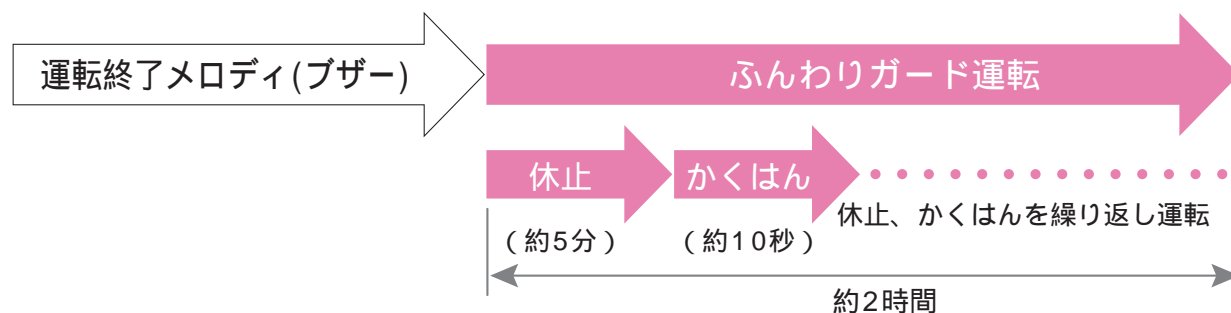 運転終了メロディ(ブザー)
ふんわりガード運転
休止
かくはん
(約5分)
(約10秒)
休止、かくはんを繰り返し運転
約2時間